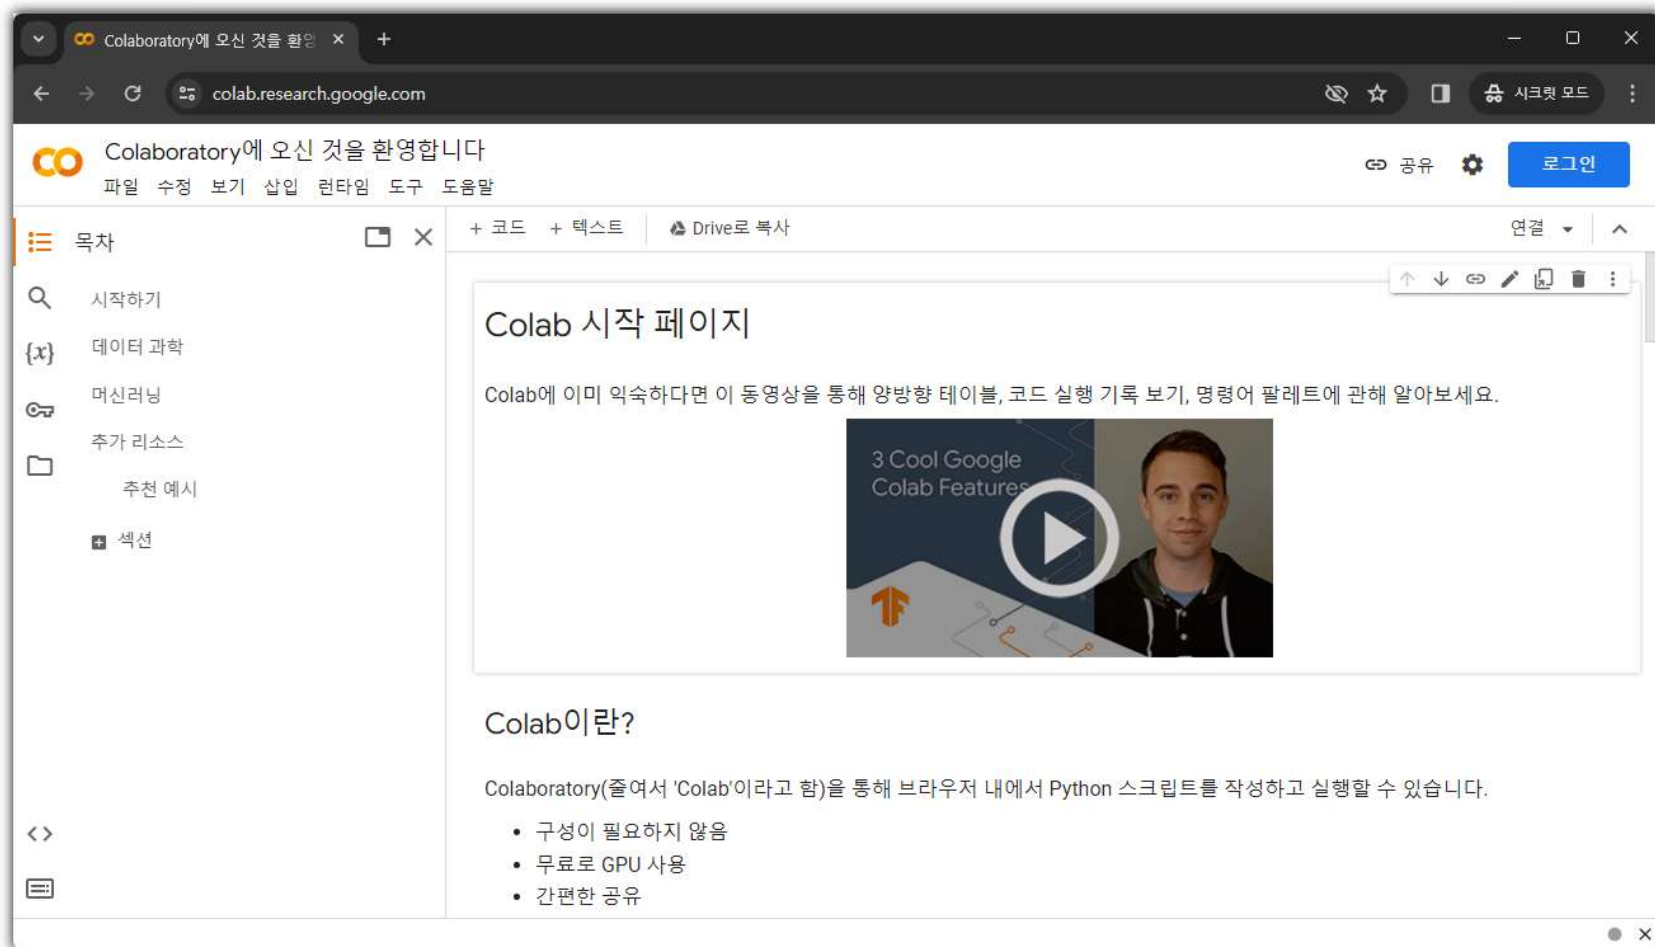 Colaboratory에 오신 것을 환영
colab.research.google.com
시크릿 모드
CO
Colaboratory에 오신 것을 환영합니다
공유
로그인
파일 수정 보기 삽입 런타임 도구 도움말
목차
+ 코드 + 텍스트 Drive로 복사
연결
시작하기
{x}
데이터 과학
머신러닝
추가 리소스
추천 예시
섹션
Colab 시작 페이지
Colab에 이미 익숙하다면 이 동영상을 통해 양방향 테이블, 코드 실행 기록 보기, 명령어 팔레트에 관해 알아보세요.
3 Cool Google
Colab Features
Colab이란?
Colaboratory(줄여서 'Colab'이라고 함)을 통해 브라우저 내에서 Python 스크립트를 작성하고 실행할 수 있습니다.
• 구성이 필요하지 않음
• 무료로 GPU 사용
• 간편한 공유